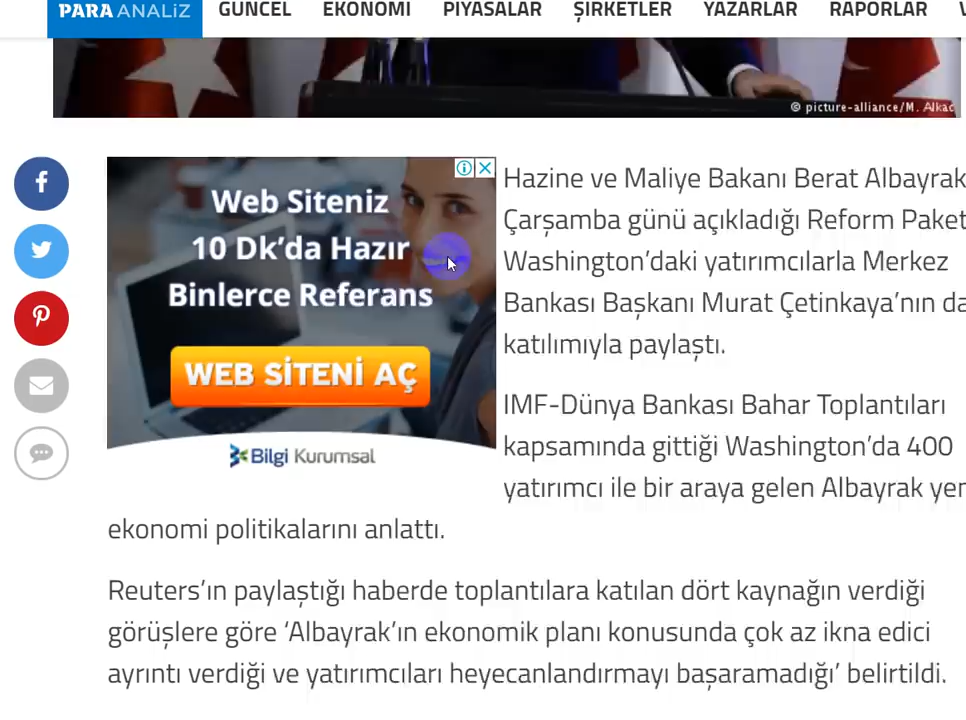 PARA ANALİZ
GÜNCEL EKONOMİ PİYASALAR ŞİRKETLER YAZARLAR RAPORLAR
© picture-alliance/M. Alkac
Web Siteniz
10 Dk’da Hazır
Binlerce Referans
WEB SİTENİ AÇ
Bilgi Kurumsal
Hazine ve Maliye Bakanı Berat Albayrak
Çarşamba günü açıkladığı Reform Paket
Washington’daki yatırımcılarla Merkez
Bankası Başkanı Murat Çetinkaya’nın da
katılımıyla paylaştı.
IMF-Dünya Bankası Bahar Toplantıları
kapsamında gittiği Washington’da 400
yatırımcı ile bir araya gelen Albayrak
ekonomi politikalarını anlattı.
Reuters’ın paylaştığı haberde toplantılara katılan dört kaynağın verdiği
görüşlere göre ‘Albayrak’ın ekonomik planı konusunda çok az ikna edici
ayrıntı verdiği ve yatırımcıları heyecanlandırmayı başaramadığı’ belirtildi.